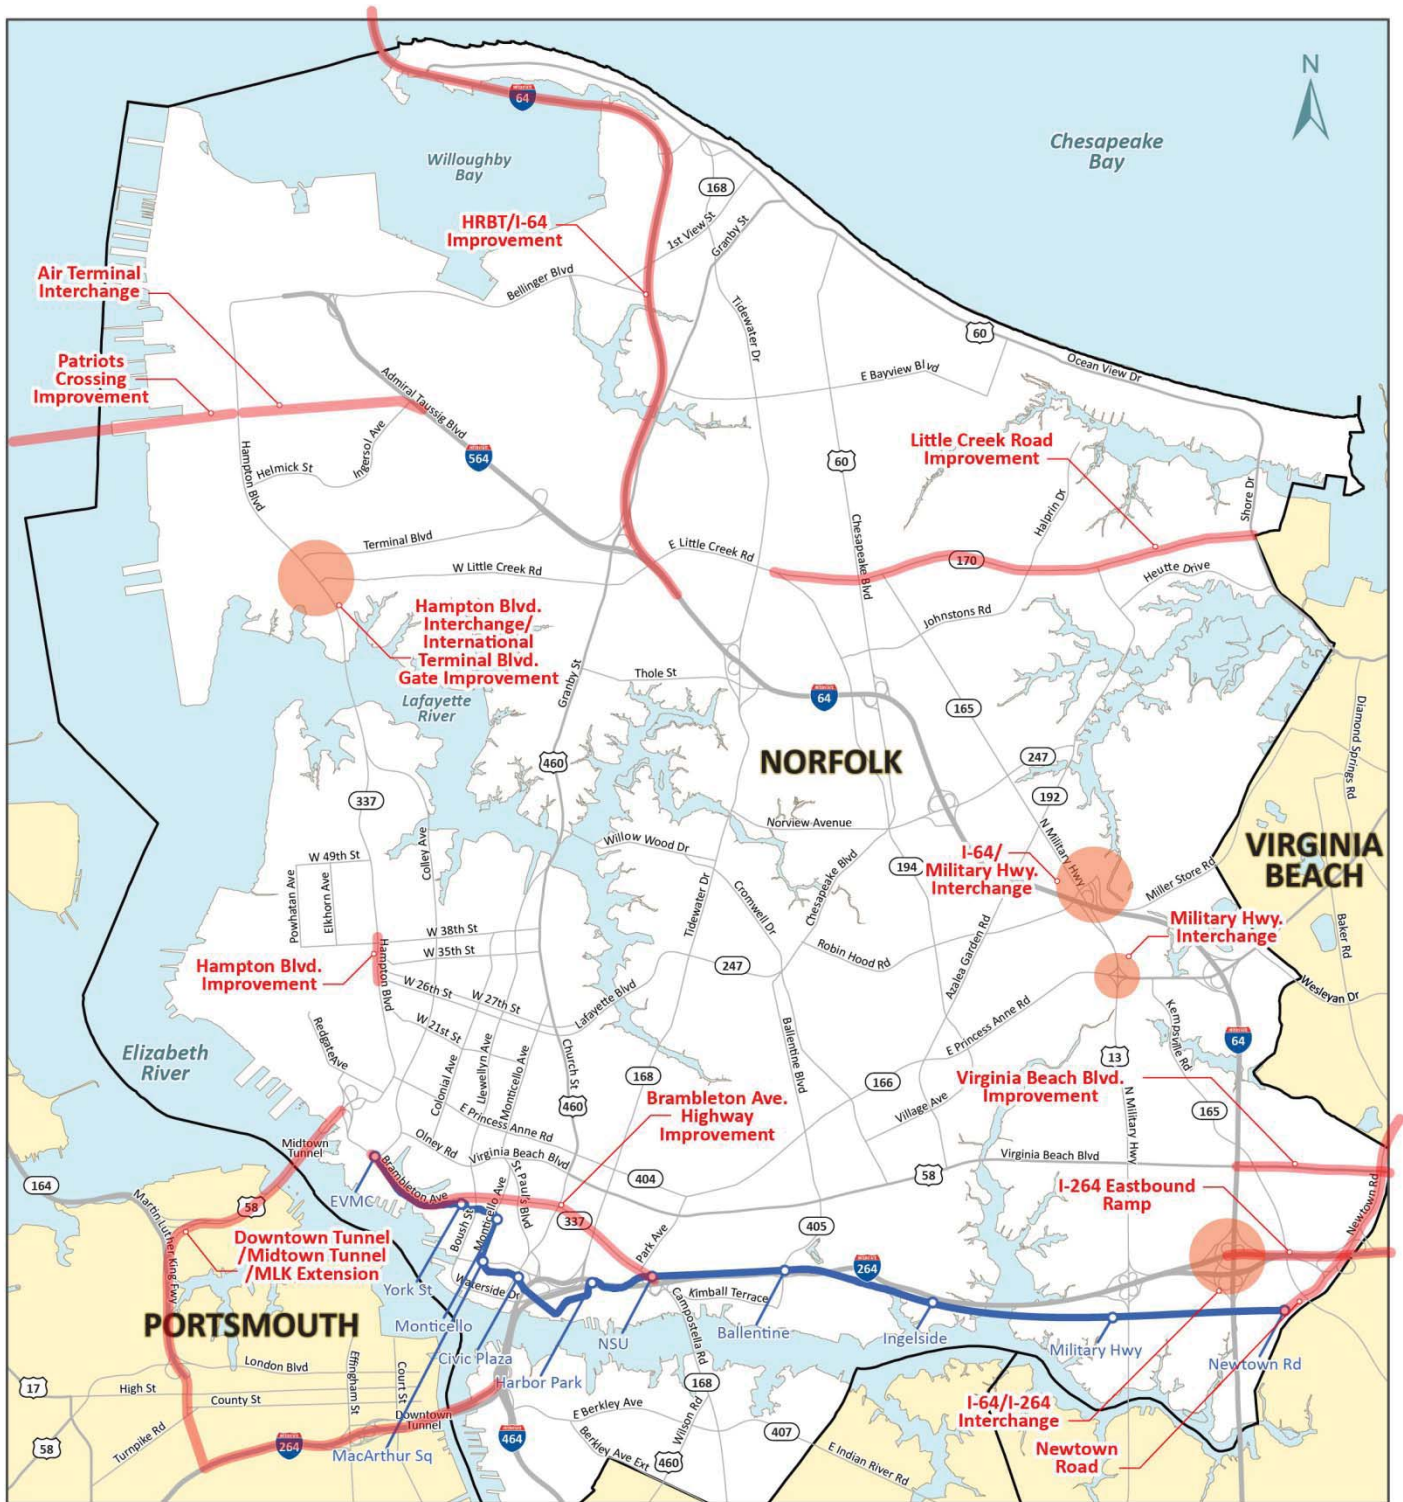 N
Chesapeake
Bay
INTERSTATE
64
Willoughby
Bay
168
HRBT/I-64
Improvement
1st View St
Granby St
Air Terminal
Interchange
Bellinger Blvd
Tidewater Dr
60
Ocean View Dr
Patriots
Crossing
Improvement
Admiral Taussig Blvd
E Bayview Blvd
Ingersol Ave
564
Hampton Blvd
Helmick St
60
Little Creek Road
Improvement
Halprin Dr
Shore Dr
Chesapeake Blvd
Terminal Blvd
E Little Creek Rd
170
W Little Creek Rd
Heutte Drive
Hampton Blvd.
Interchange/
International
Terminal Blvd.
Gate Improvement
Johnstons Rd
Granby St
Thole St
Lafayette
River
64
165
Diamond Springs Rd
NORFOLK
460
247
192
337
Norview Avenue
N Military Hwy
Willow Wood Dr
VIRGINIA
BEACH
Colley Ave
W 49th St
I-64/
Military Hwy.
Interchange
194
Miller Store Rd
Powhatan Ave
Elkhorn Ave
Tidewater Dr
Cromwell Dr
Chesapeake Blvd
Military Hwy.
Interchange
Baker Rd
W 38th St
W 35th St
Hampton Blvd
Robin Hood Rd
Azalea Garden Rd
Hampton Blvd.
Improvement
247
W 26th St
W 27th St
Lafayette Blvd
Wesleyan Dr
W 21st St
Redgate Ave
E Princess Anne Rd
Kempsville Rd
Elizabeth
River
Ballentine Blvd
64
Colonial Ave
Llewellyn Ave
Monticello Ave
Church St
13
168
166
Virginia Beach Blvd.
Improvement
Brambleton Ave.
Highway
Improvement
460
Village Ave
N Military Hwy
165
E Princess Anne Rd
Midtown
Tunnel
Olney Rd
Virginia Beach Blvd
Virginia Beach Blvd
164
404
58
EVMC
Brambleton Ave
St Paul's Blvd
I-264 Eastbound
Ramp
Newtown Rd
Martin Luther King Fwy
58
337
405
Downtown Tunnel
/Midtown Tunnel
/MLK Extension
Boush St
Monticello Ave
Park Ave
264
York St
Waterside Dr
Kimball Terrace
PORTSMOUTH
Monticello
Campostella Rd
Civic Plaza
NSU
Ballentine
Ingelside
Military Hwy
Newtown Rd
London Blvd
Effingham St
Court St
Harbor Park
168
17
High St
County St
I-64/I-264
Interchange
E Berkley Ave
Wilson Rd
Downtown
Tunnel
407
58
Turnpike Rd
264
MacArthur Sq
464
Berkley Ave Ext
460
E Indian River Rd
Newtown
Road